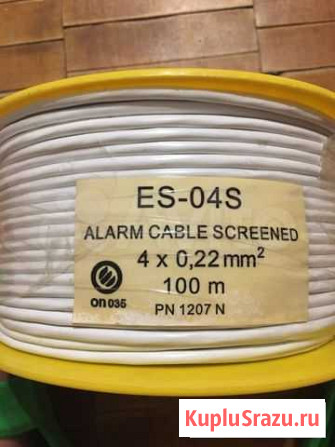 ES-04S
ALARM CABLE SCREENED
4 x 0,22 mm²
100 m
PN 1207 N
оп 035
KupluSrazu.ru